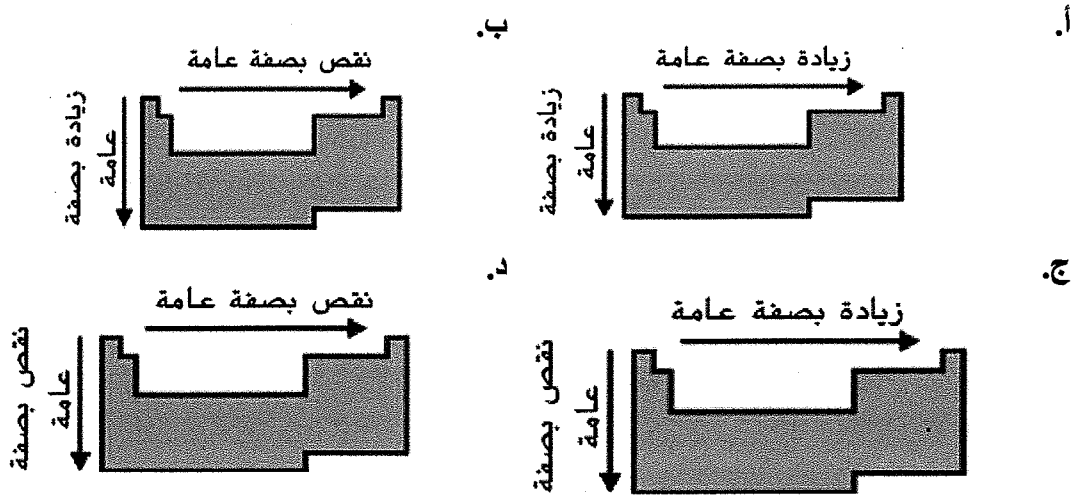 أ.
زيادة بصفة عامة
زيادة بصفة
عامة
ب.
نقص بصفة عامة
زيادة بصفة
عامة
ج.
زيادة بصفة عامة
نقص بصفة
عامة
د.
نقص بصفة عامة
نقص بصفة
عامة